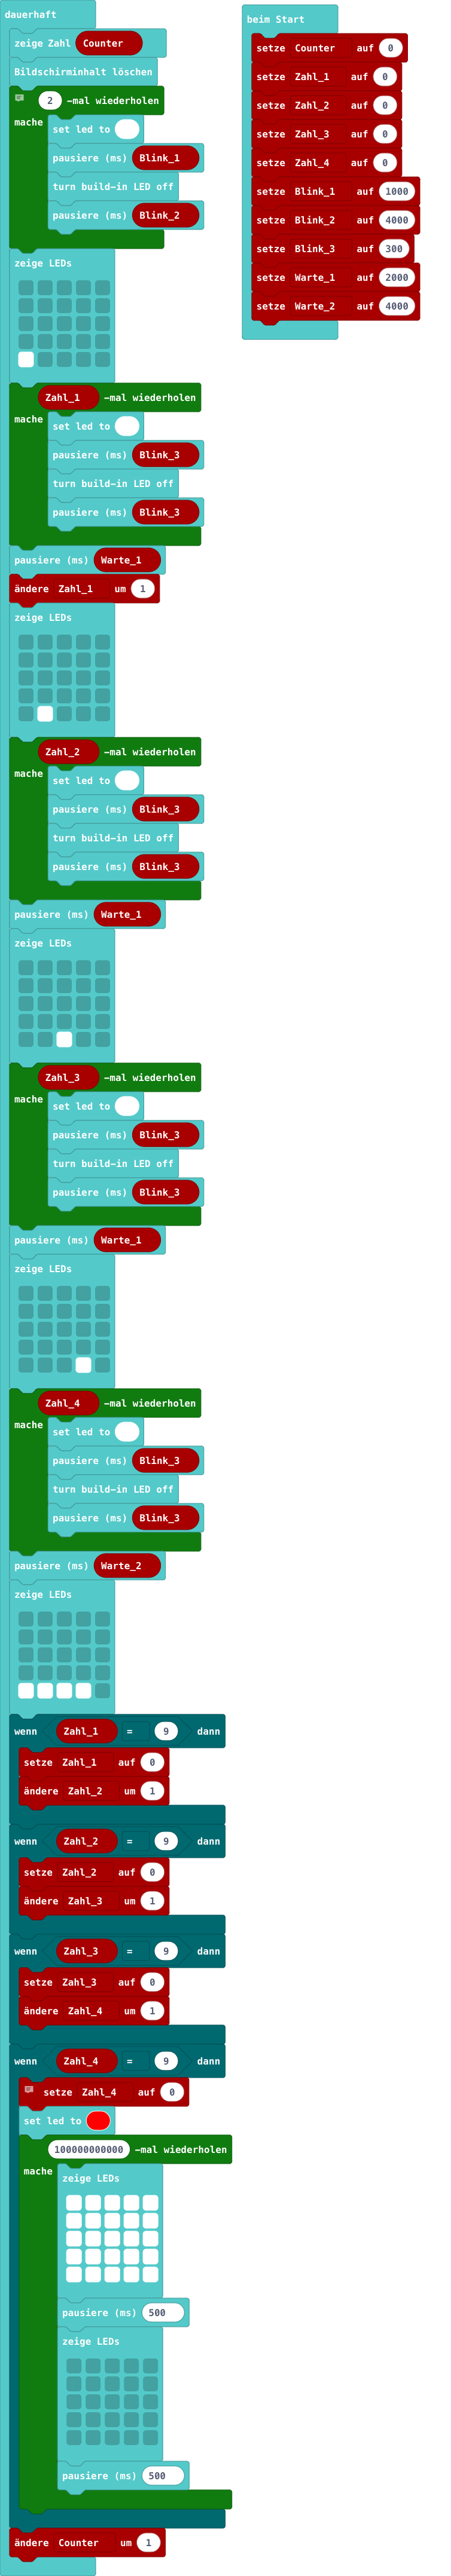 dauerhaft
zeige Zahl Counter
Bildschirminhalt löschen
2 -mal wiederholen
mache
set led to
pausiere (ms) Blink_1
turn build-in LED off
pausiere (ms) Blink_2
zeige LEDs
Zahl_1 -mal wiederholen
mache
set led to
pausiere (ms) Blink_3
turn build-in LED off
pausiere (ms) Blink_3
pausiere (ms) Warte_1
ändere Zahl_1 um 1
zeige LEDs
Zahl_2 -mal wiederholen
mache
set led to
pausiere (ms) Blink_3
turn build-in LED off
pausiere (ms) Blink_3
pausiere (ms) Warte_1
zeige LEDs
Zahl_3 -mal wiederholen
mache
set led to
pausiere (ms) Blink_3
turn build-in LED off
pausiere (ms) Blink_3
pausiere (ms) Warte_1
zeige LEDs
Zahl_4 -mal wiederholen
mache
set led to
pausiere (ms) Blink_3
turn build-in LED off
pausiere (ms) Blink_3
pausiere (ms) Warte_2
zeige LEDs
wenn Zahl_1 = 9 dann
setze Zahl_1 auf 0
ändere Zahl_2 um 1
wenn Zahl_2 = 9 dann
setze Zahl_2 auf 0
ändere Zahl_3 um 1
wenn Zahl_3 = 9 dann
setze Zahl_3 auf 0
ändere Zahl_4 um 1
wenn Zahl_4 = 9 dann
setze Zahl_4 auf 0
set led to
100000000000 -mal wiederholen
mache
zeige LEDs
pausiere (ms) 500
zeige LEDs
pausiere (ms) 500
ändere Counter um 1
beim Start
setze Counter auf 0
setze Zahl_1 auf 0
setze Zahl_2 auf 0
setze Zahl_3 auf 0
setze Zahl_4 auf 0
setze Blink_1 auf 1000
setze Blink_2 auf 4000
setze Blink_3 auf 300
setze Warte_1 auf 2000
setze Warte_2 auf 4000